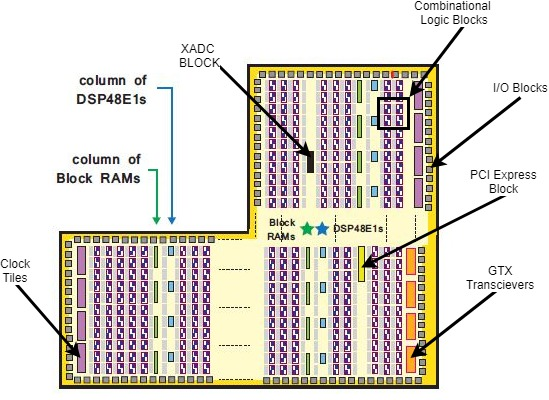 Combinational
Logic Blocks
XADC
BLOCK
column of
DSP48E1s
I/O Blocks
column of
Block RAMs
PCI Express
Block
Block
RAMs
DSP48E1s
Clock
Tiles
GTX
Transcievers